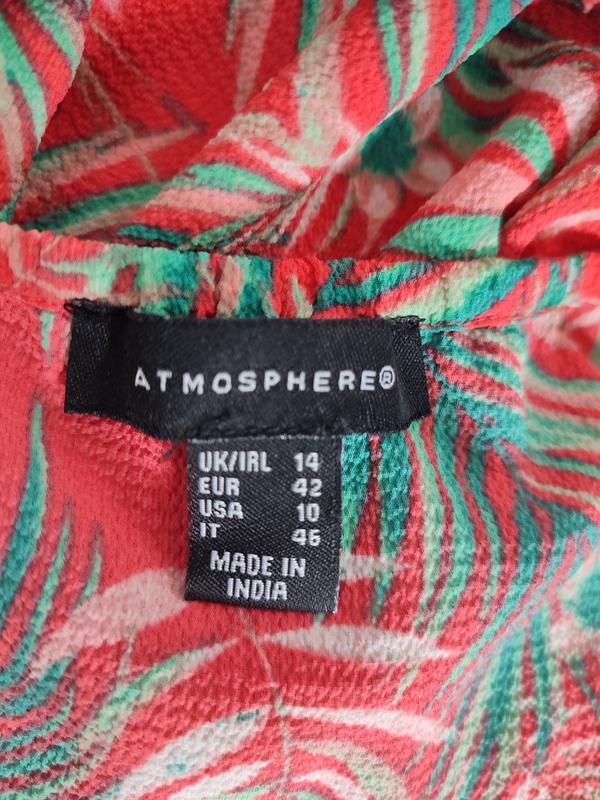 ATMOSPHERE®
UK/IRL 14
EUR 42
USA 10
IT 46
MADE IN
INDIA